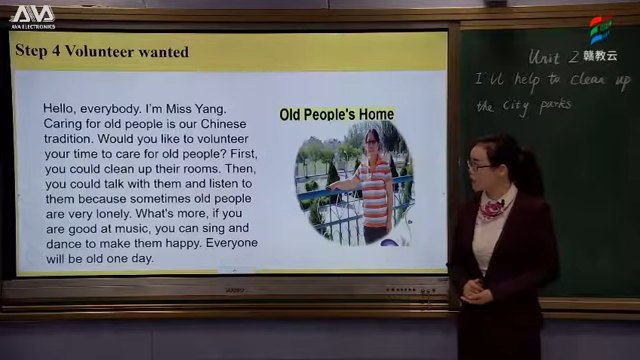 AVA
AVA ELECTRONICS
赣教云
Step 4 Volunteer wanted
Hello, everybody. I'm Miss Yang.
Caring for old people is our Chinese
tradition. Would you like to volunteer
your time to care for old people? First,
you could clean up their rooms. Then,
you could talk with them and listen to
them because sometimes old people
are very lonely. What's more, if you
are good at music, you can sing and
dance to make them happy. Everyone
will be old one day.
Old People's Home
Unit 2
I'll help to clean up
the city parks